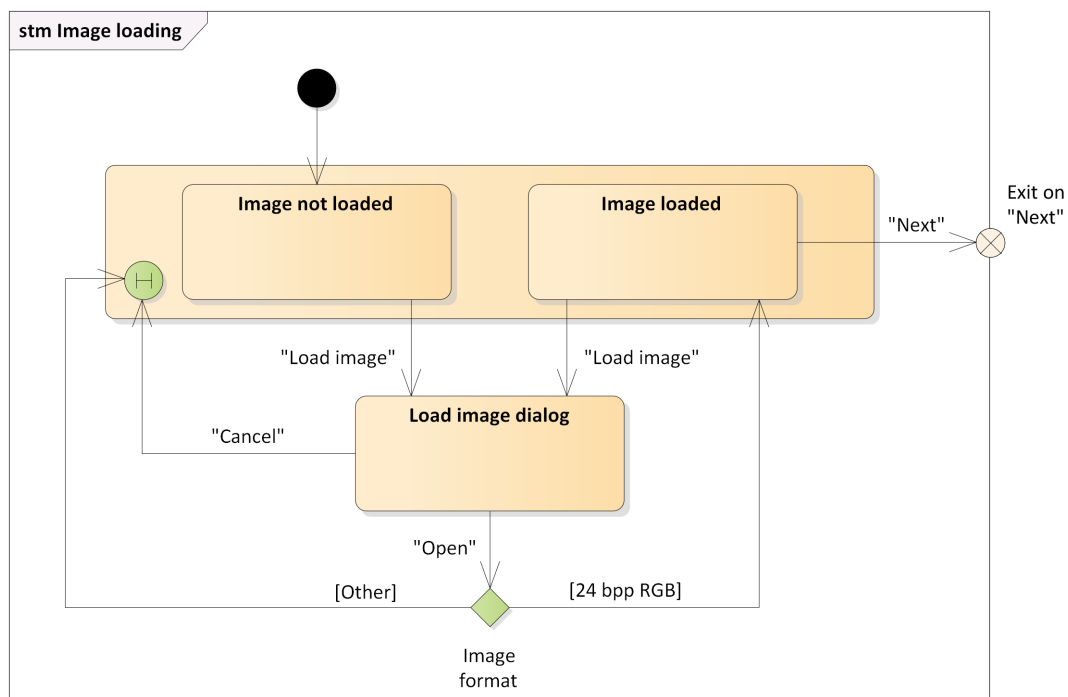 stm Image loading
Image not loaded
Image loaded
Exit on
"Next"
"Next"
H
"Load image"
"Load image"
Load image dialog
"Cancel"
"Open"
[Other]
[24 bpp RGB]
Image
format